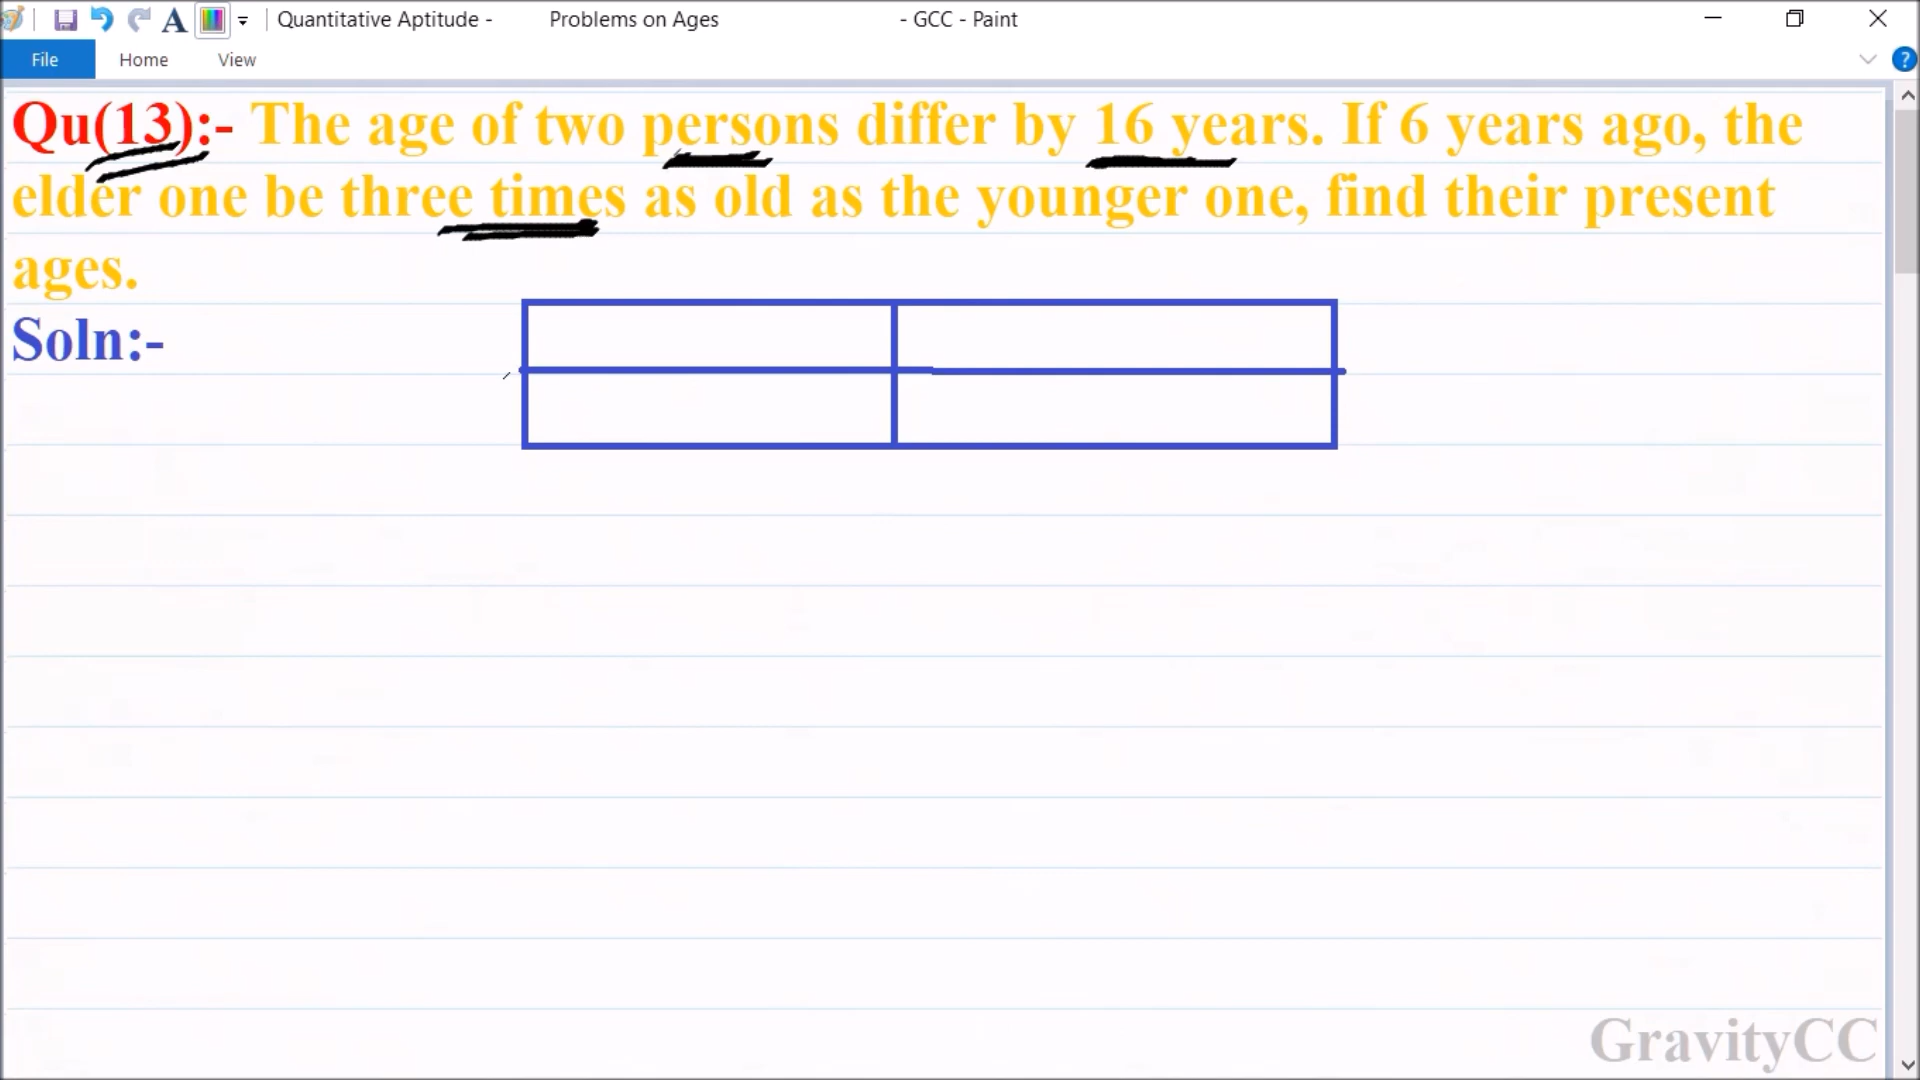 Quantitative Aptitude - Problems on Ages - GCC - Paint
File Home View
Qu(13):- The age of two persons differ by 16 years. If 6 years ago, the
elder one be three times as old as the younger one, find their present
ages.
Soln:-
GravityCC